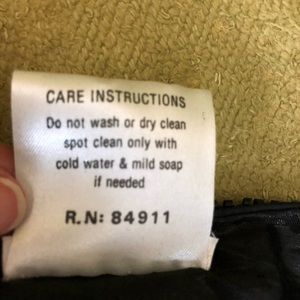 CARE INSTRUCTIONS
Do not wash or dry clean
spot clean only with
cold water & mild soap
if needed
R.N: 84911